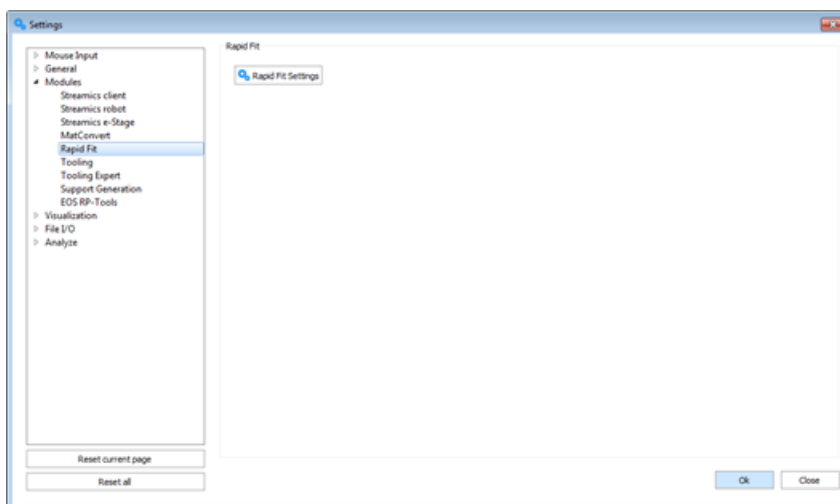 Settings
Mouse Input
General
Modules
Streamics client
Streamics robot
Streamics e-Stage
MatConvert
Rapid Fit
Tooling
Tooling Expert
Support Generation
EOS RP-Tools
Visualization
File I/O
Analyze
Reset current page
Reset all
Rapid Fit
Rapid Fit Settings
Ok
Close